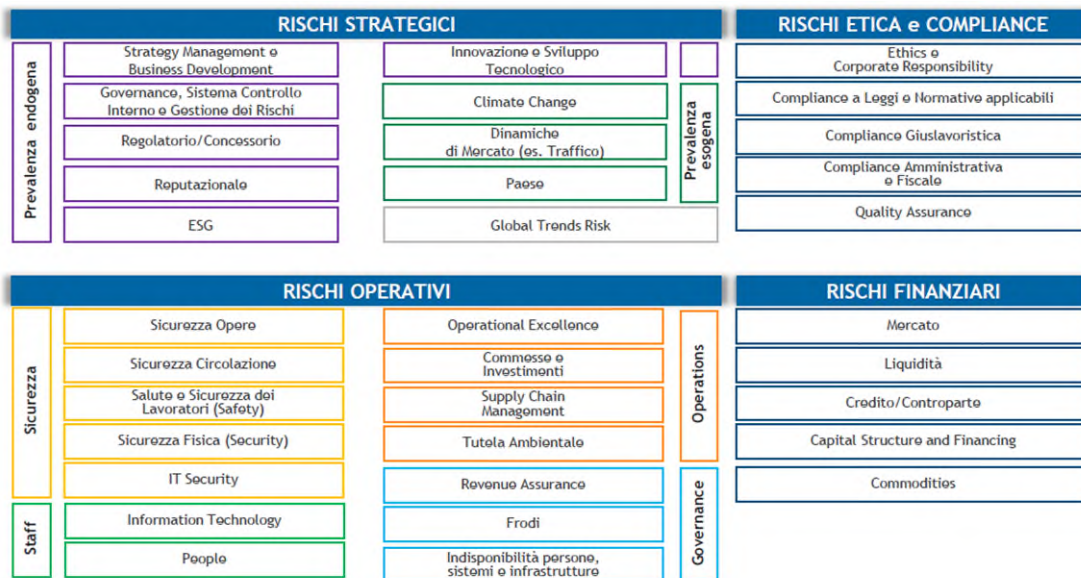 RISCHI STRATEGICI
Prevalenza endogena
Strategy Management e
Business Development
Governance, Sistema Controllo
Interno e Gestione dei Rischi
Regolatorio/Concessorio
Reputazionale
ESG
Innovazione e Sviluppo
Tecnologico
Climate Change
Dinamiche
di Mercato (es. Traffico)
Paese
Global Trends Risk
Prevalenza
esogena
RISCHI ETICA e COMPLIANCE
Ethics e
Corporate Responsibility
Compliance a Leggi e Normative applicabili
Compliance Giuslavoristica
Compliance Amministrativa
e Fiscale
Quality Assurance
RISCHI OPERATIVI
Sicurezza
Sicurezza Opere
Sicurezza Circolazione
Salute e Sicurezza dei
Lavoratori (Safety)
Sicurezza Fisica (Security)
IT Security
Staff
Information Technology
People
Operational Excellence
Commesse e
Investimenti
Supply Chain
Management
Tutela Ambientale
Operations
Revenue Assurance
Frodi
Indisponibilità persone,
sistemi e infrastrutture
Governance
RISCHI FINANZIARI
Mercato
Liquidità
Credito/Controparte
Capital Structure and Financing
Commodities